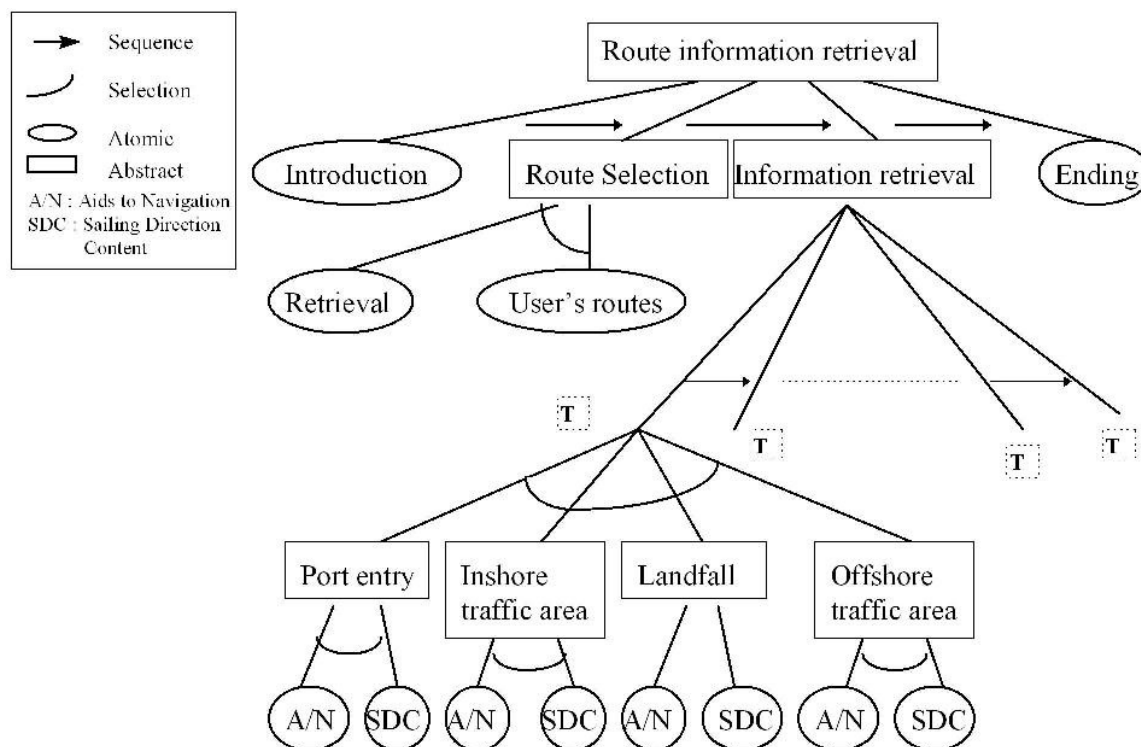 Sequence
Selection
Atomic
Abstract
A/N : Aids to Navigation
SDC : Sailing Direction
Content
Route information retrieval
Introduction
Route Selection
Information retrieval
Ending
Retrieval
User's routes
T
T
T
T
Port entry
Inshore
traffic area
Landfall
Offshore
traffic area
A/N
SDC
A/N
SDC
A/N
SDC
A/N
SDC